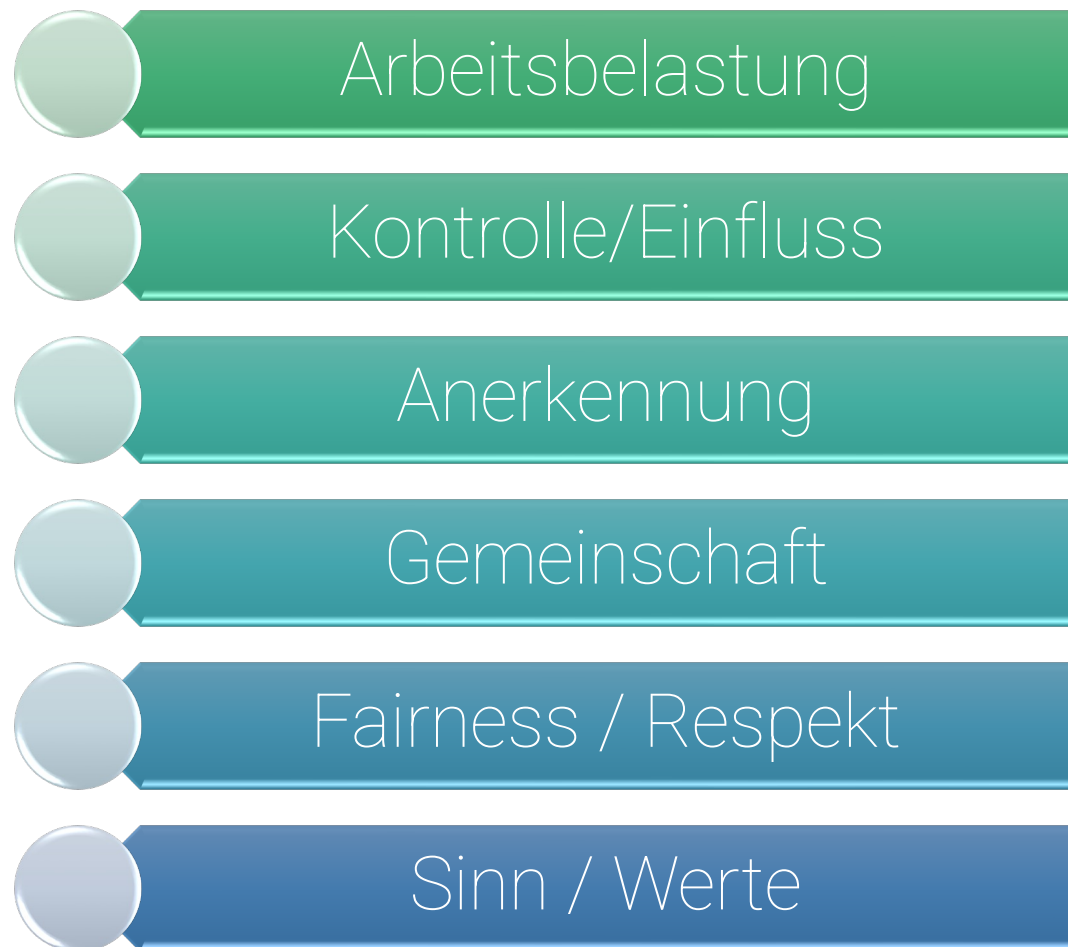 Arbeitsbelastung
Kontrolle/Einfluss
Anerkennung
Gemeinschaft
Fairness / Respekt
Sinn / Werte